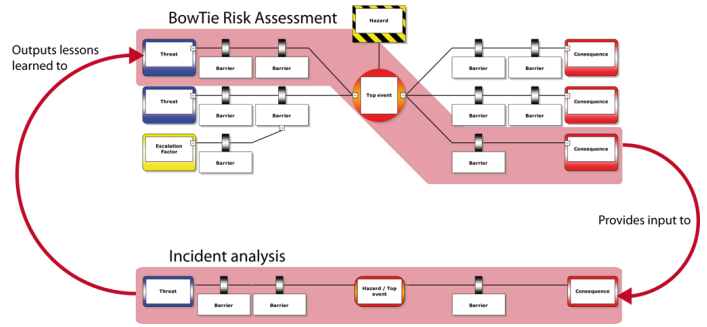 BowTie Risk Assessment
Hazard
Outputs lessons
learned to
Threat
Barrier
Barrier
Top event
Barrier
Barrier
Consequence
Threat
Barrier
Barrier
Barrier
Barrier
Consequence
Escalation
Factor
Barrier
Barrier
Consequence
Provides input to
Incident analysis
Threat
Barrier
Barrier
Hazard / Top
event
Barrier
Consequence